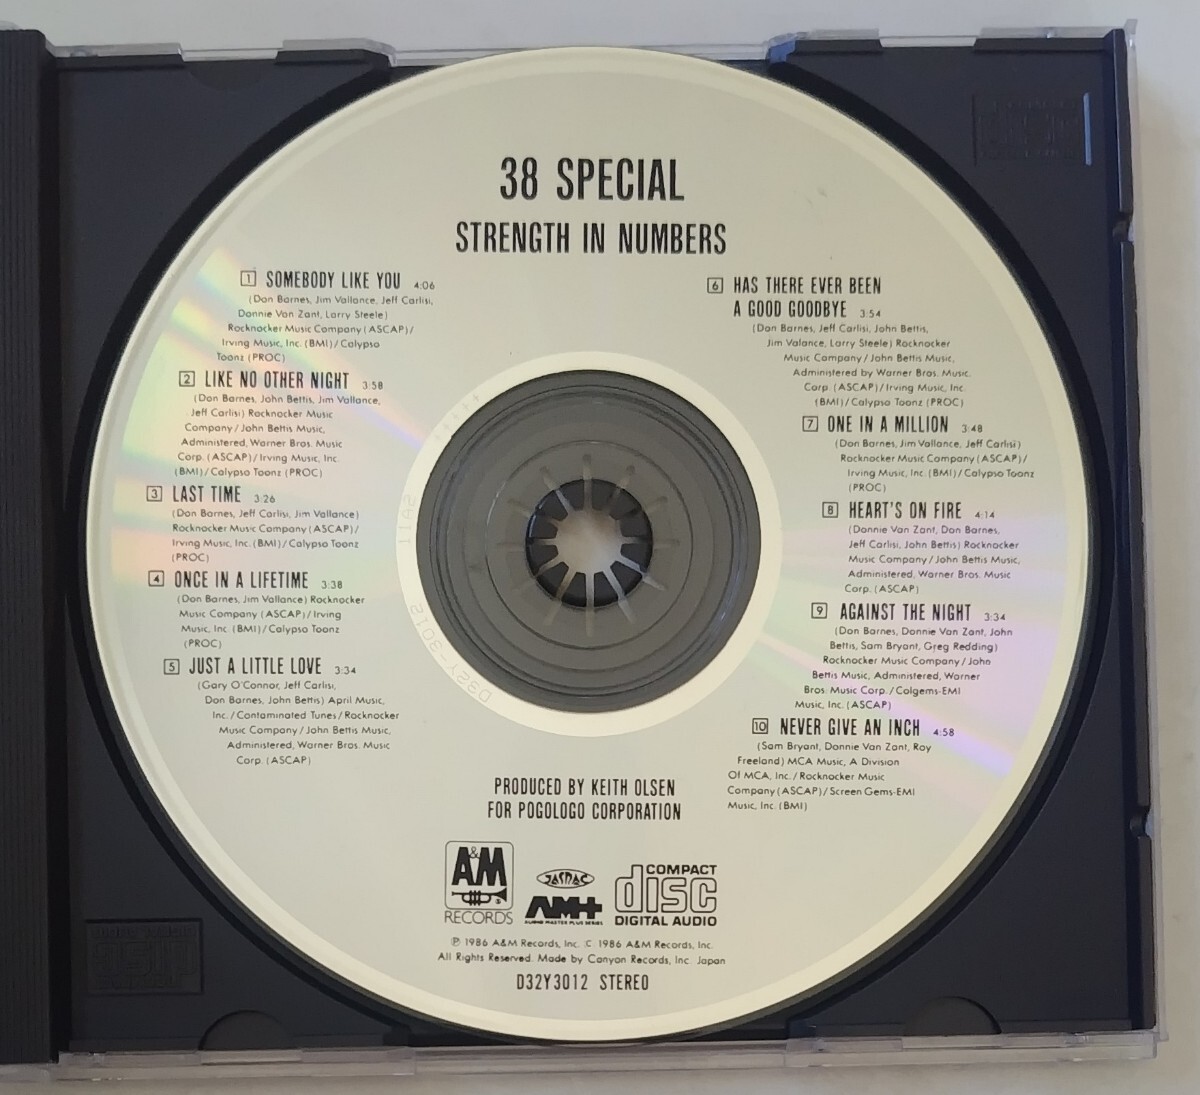 38 SPECIAL
STRENGTH IN NUMBERS
1 SOMEBODY LIKE YOU 4:06
(Don Barnes, Jim Vallance, Jeff Carlisi,
Donnie Van Zant, Larry Steele)
Rocknocker Music Company (ASCAP)/
Irving Music, Inc. (BMI)/Calypso
Toonz (PROC)
2 LIKE NO OTHER NIGHT 3:58
(Don Barnes, John Bettis, Jim Vallance,
Jeff Carlisi) Rocknocker Music
Company/John Bettis Music,
Administered, Warner Bros. Music
Corp. (ASCAP)/Irving Music, Inc.
(BMI)/Calypso Toonz (PROC)
3 LAST TIME 3:26
(Don Barnes, Jeff Carlisi, Jim Vallance)
Rocknocker Music Company (ASCAP)/
Irving Music, Inc. (BMI)/Calypso Toonz
(PROC)
4 ONCE IN A LIFETIME 3:38
(Don Barnes, Jim Vallance) Rocknocker
Music Company (ASCAP)/Irving
Music, Inc. (BMI)/Calypso Toonz
(PROC)
5 JUST A LITTLE LOVE 3:34
(Gary O'Connor, Jeff Carlisi,
Don Barnes, John Bettis) April Music,
Inc./Contaminated Tunes/Rocknocker
Music Company/John Bettis Music,
Administered, Warner Bros. Music
Corp. (ASCAP)
6 HAS THERE EVER BEEN
A GOOD GOODBYE 3:54
(Don Barnes, Jeff Carlisi, John Bettis,
Jim Valance, Larry Steele) Rocknocker
Music Company/John Bettis Music,
Administered by Warner Bros. Music
Corp. (ASCAP)/Irving Music, Inc.
(BMI)/Calypso Toonz (PROC)
7 ONE IN A MILLION 3:48
(Don Barnes, Jim Vallance, Jeff Carlisi)
Rocknocker Music Company (ASCAP)/
Irving Music, Inc. (BMI)/Calypso Toonz
(PROC)
8 HEART'S ON FIRE 4:14
(Donnie Van Zant, Don Barnes,
Jeff Carlisi, John Bettis) Rocknocker
Music Company/John Bettis Music,
Administered, Warner Bros. Music
Corp. (ASCAP)
9 AGAINST THE NIGHT 3:34
(Don Barnes, Donnie Van Zant, John
Bettis, Sam Bryant, Greg Redding)
Rocknocker Music Company/John
Bettis Music, Administered, Warner
Bros. Music Corp./Colgems-EMI
Music, Inc. (ASCAP)
10 NEVER GIVE AN INCH 4:58
(Sam Bryant, Donnie Van Zant, Roy
Freeland) MCA Music, A Division
Of MCA, Inc./Rocknocker Music
Company (ASCAP)/Screen Gems-EMI
Music, Inc. (BMI)
PRODUCED BY KEITH OLSEN
FOR POGOLOGO CORPORATION
A&M
RECORDS
JASRAC
AM+
COMPACT
disc
DIGITAL AUDIO
℗ 1986 A&M Records, Inc. © 1986 A&M Records, Inc.
All Rights Reserved. Made by Canyon Records, Inc. Japan
D32Y3012 STEREO
D32Y-3012 11A2